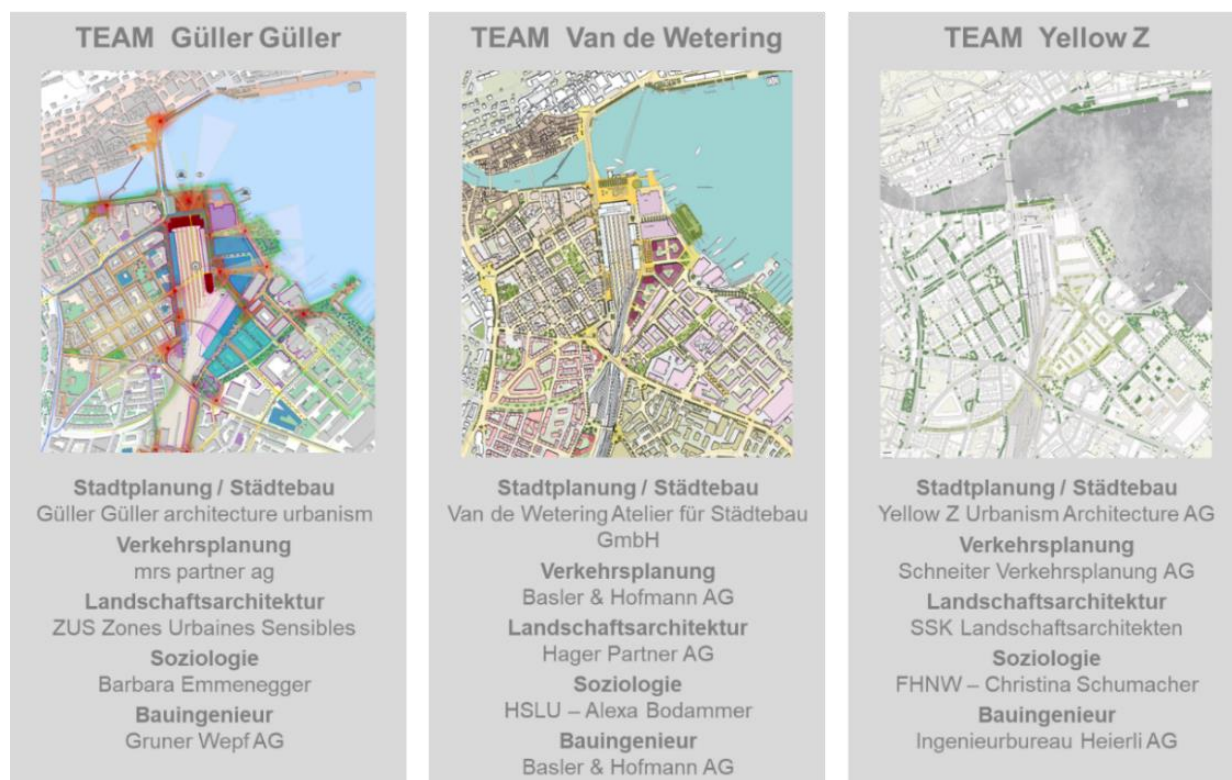 TEAM Güller Güller
Stadtplanung / Städtebau
Güller Güller architecture urbanism
Verkehrsplanung
mrs partner ag
Landschaftsarchitektur
ZUS Zones Urbaines Sensibles
Soziologie
Barbara Emmenegger
Bauingenieur
Gruner Wepf AG
TEAM Van de Wetering
Stadtplanung / Städtebau
Van de Wetering Atelier für Städtebau
GmbH
Verkehrsplanung
Basler & Hofmann AG
Landschaftsarchitektur
Hager Partner AG
Soziologie
HSLU – Alexa Bodammer
Bauingenieur
Basler & Hofmann AG
TEAM Yellow Z
Stadtplanung / Städtebau
Yellow Z Urbanism Architecture AG
Verkehrsplanung
Schneiter Verkehrsplanung AG
Landschaftsarchitektur
SSK Landschaftsarchitekten
Soziologie
FHNW – Christina Schumacher
Bauingenieur
Ingenieurbureau Heierli AG